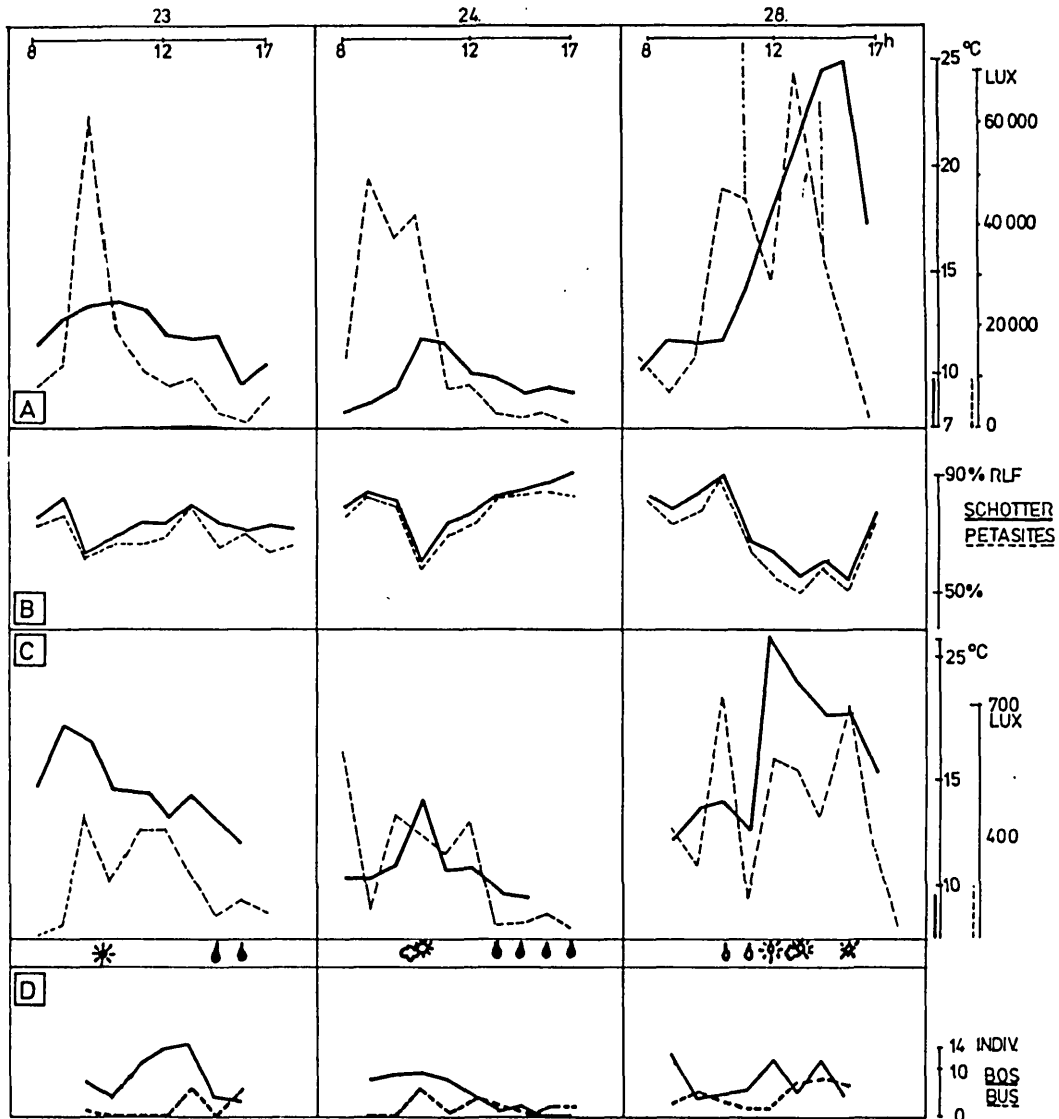 23 24. 28.
8 12 17 8 12 17 8 12 17h
25 °C
LUX
60 000
20
40 000
15
20 000
10
A 7 0
90% RLF
SCHOTTER
PETASITES
B 50%
C
25 °C
700
LUX
15
400
10
D
14 INDIV.
10
BOS
BUS
0